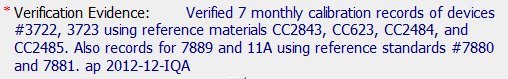 * Verification Evidence: Verified 7 monthly calibration records of devices
#3722, 3723 using reference materials CC2843, CC623, CC2484, and
CC2485. Also records for 7889 and 11A using reference standards #7880
and 7881. ap 2012-12-IQA